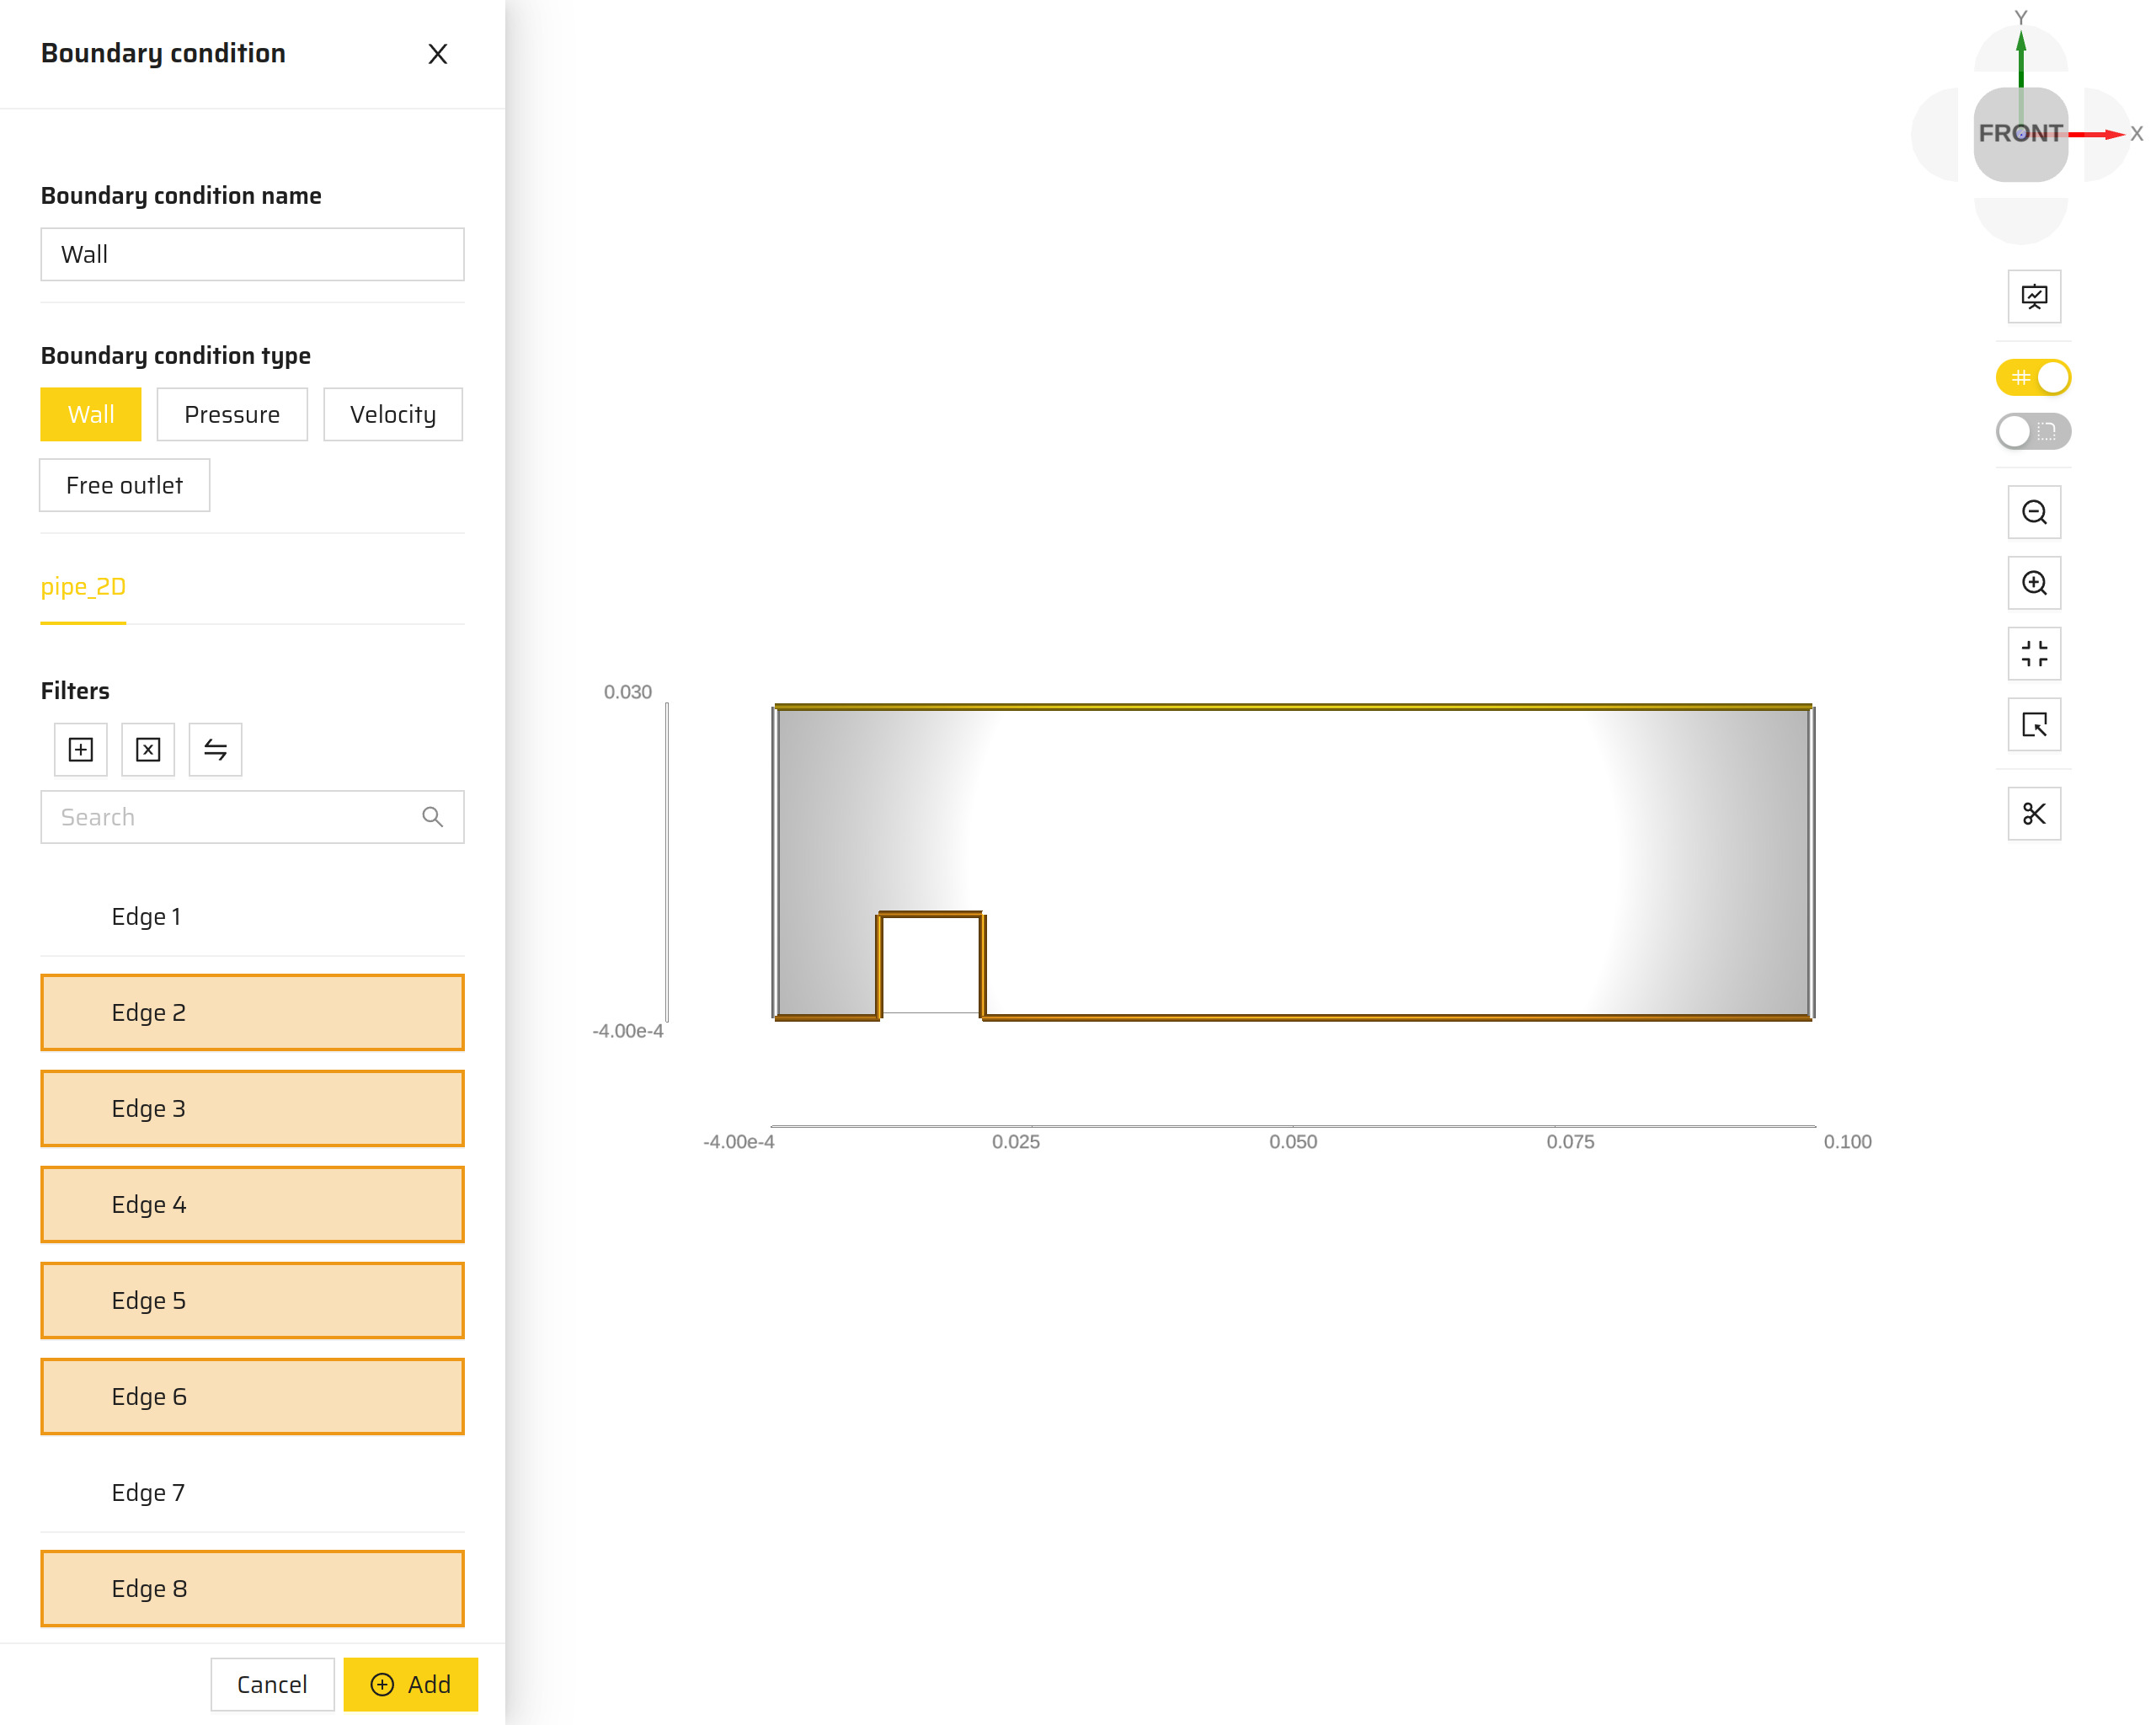 Boundary condition
X
Boundary condition name
Wall
Boundary condition type
Wall Pressure Velocity
Free outlet
pipe_2D
Filters
Search
Edge 1
Edge 2
Edge 3
Edge 4
Edge 5
Edge 6
Edge 7
Edge 8
Cancel Add
Y
FRONT X
0.030
-4.00e-4
-4.00e-4 0.025 0.050 0.075 0.100